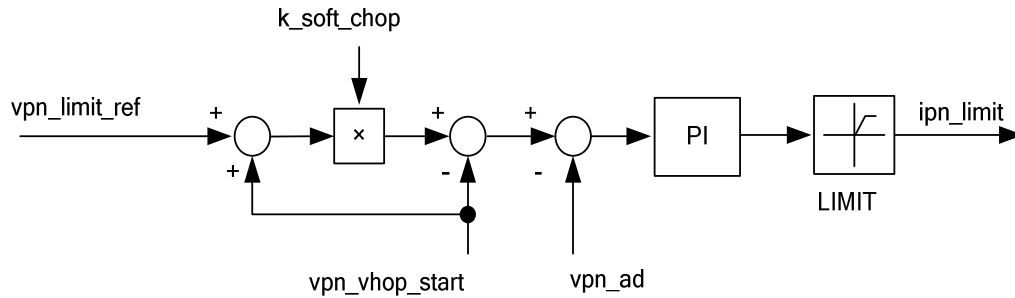 k_soft_chop
vpn_limit_ref
+
+
×
+
-
+
-
PI
LIMIT
ipn_limit
vpn_vhop_start
vpn_ad